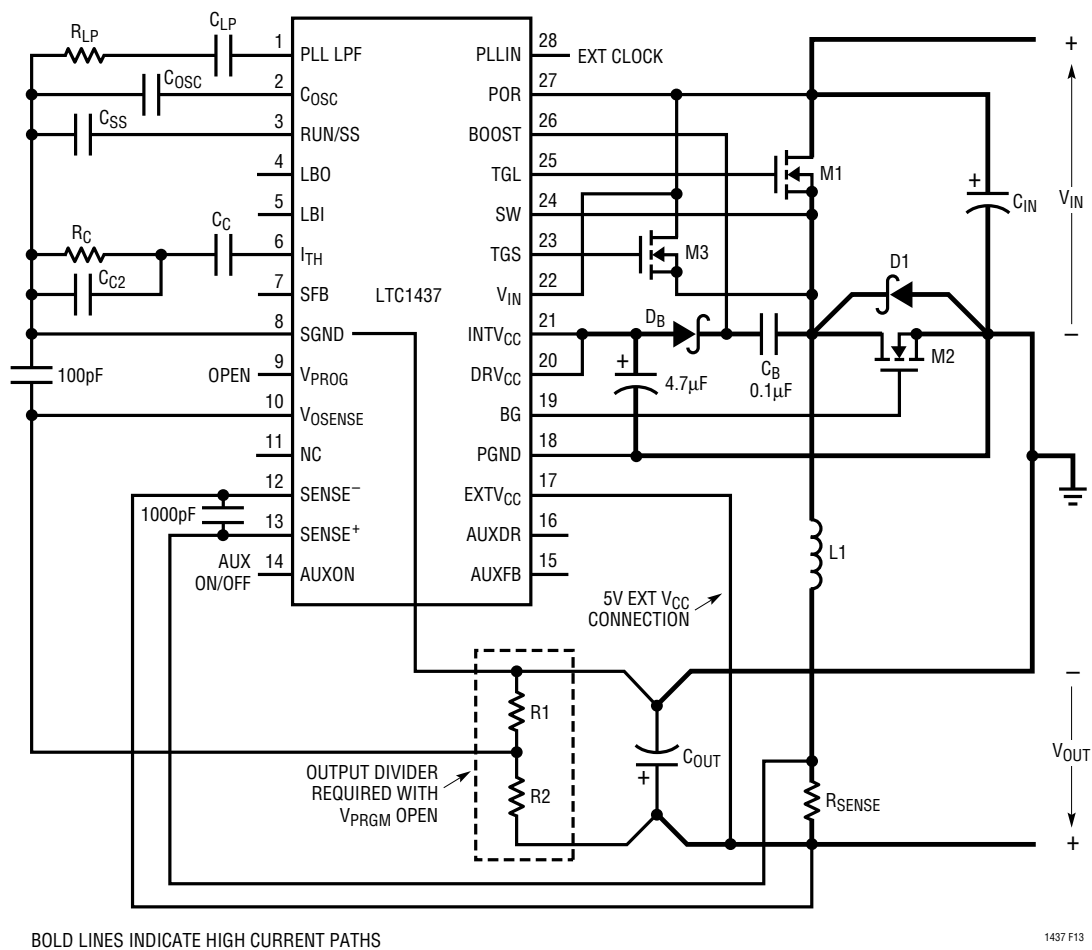 RLP
CLP
COSC
CSS
RC
CC
CC2
100pF
OPEN
1000pF
AUX
ON/OFF
LTC1437
1 PLL LPF
2 COSC
3 RUN/SS
4 LBO
5 LBI
6 ITH
7 SFB
8 SGND
9 VPROG
10 VOSENSE
11 NC
12 SENSE−
13 SENSE+
14 AUXON
PLLIN 28 EXT CLOCK
POR 27
BOOST 26
TGL 25
SW 24
TGS 23
VIN 22
INTVCC 21
DRVCC 20
BG 19
PGND 18
EXTVCC 17
AUXDR 16
AUXFB 15
M1
M3
+
CIN
+
VIN
−
D1
DB
M2
+
4.7µF
CB
0.1µF
L1
5V EXT VCC
CONNECTION
R1
R2
OUTPUT DIVIDER
REQUIRED WITH
VPRGM OPEN
COUT
+
RSENSE
−
VOUT
+
BOLD LINES INDICATE HIGH CURRENT PATHS
1437 F13